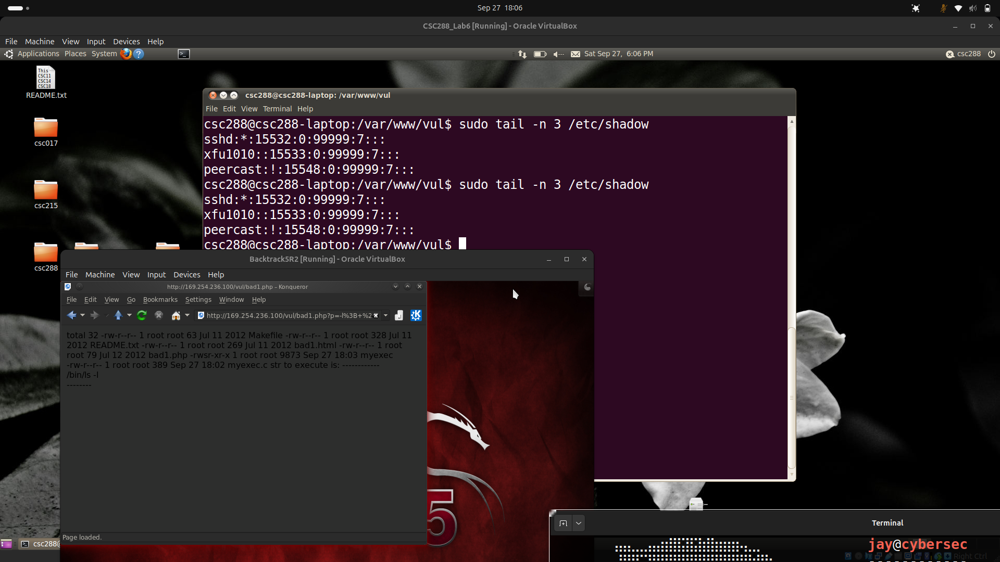 Sep 27 18:06
CSC288_Lab6 [Running] - Oracle VirtualBox
File Machine View Input Devices Help
Applications Places System
Sat Sep 27, 6:06 PM
csc288
This
CSC11
CSC14
CSC18
README.txt
csc017
csc215
csc288
csc288@csc288-laptop: /var/www/vul
File Edit View Terminal Help
csc288@csc288-laptop:/var/www/vul$ sudo tail -n 3 /etc/shadow
sshd:*:15532:0:99999:7:::
xfu1010::15533:0:99999:7:::
peercast:!:15548:0:99999:7:::
csc288@csc288-laptop:/var/www/vul$ sudo tail -n 3 /etc/shadow
sshd:*:15532:0:99999:7:::
xfu1010::15533:0:99999:7:::
peercast:!:15548:0:99999:7:::
csc288@csc288-laptop:/var/www/vul$
Backtrack5R2 [Running] - Oracle VirtualBox
File Machine View Input Devices Help
http://169.254.236.100/vul/bad1.php – Konqueror
File Edit View Go Bookmarks Settings Window Help
http://169.254.236.100/vul/bad1.php?p=-l%3B+%2
total 32 -rw-r--r-- 1 root root 63 Jul 11 2012 Makefile -rw-r--r-- 1 root root 328 Jul 11
2012 README.txt -rw-r--r-- 1 root root 269 Jul 11 2012 bad1.html -rw-r--r-- 1 root
root 79 Jul 12 2012 bad1.php -rwsr-xr-x 1 root root 9873 Sep 27 18:03 myexec
-rw-r--r-- 1 root root 389 Sep 27 18:02 myexec.c str to execute is: ------------
/bin/ls -l
--------
5
Page loaded.
csc288@
Terminal
jay@cybersec
Right Ctrl